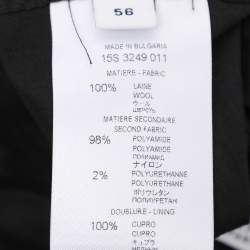 56
MADE IN BULGARIA
15S 3249 011
MATIERE - FABRIC
100% LAINE
WOOL
ウール
ШЕРСТЬ
MATIERE SECONDAIRE
SECOND FABRIC
98% POLYAMIDE
POLYAMIDE
ПОЛИАМИД
ナイロン
2% POLYURETHANE
POLYURETHANE
ポリウレタン
ПОЛИУРЕТАН
DOUBLURE - LINING
100% CUPRO
CUPRO
キュプラ